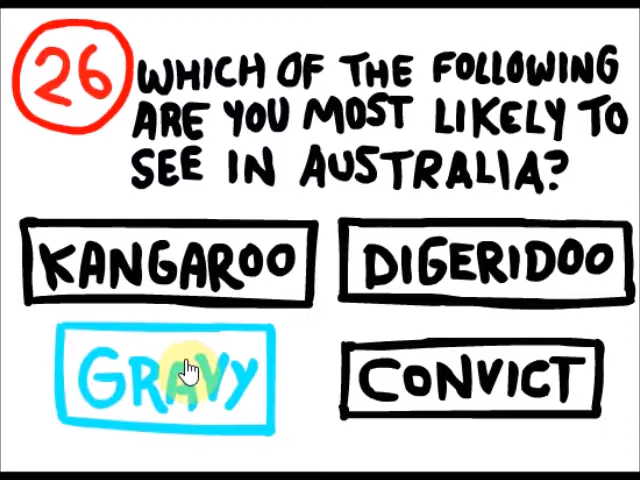 26
WHICH OF THE FOLLOWING
ARE YOU MOST LIKELY TO
SEE IN AUSTRALIA?
KANGAROO
DIGERIDOO
GRAVY
CONVICT